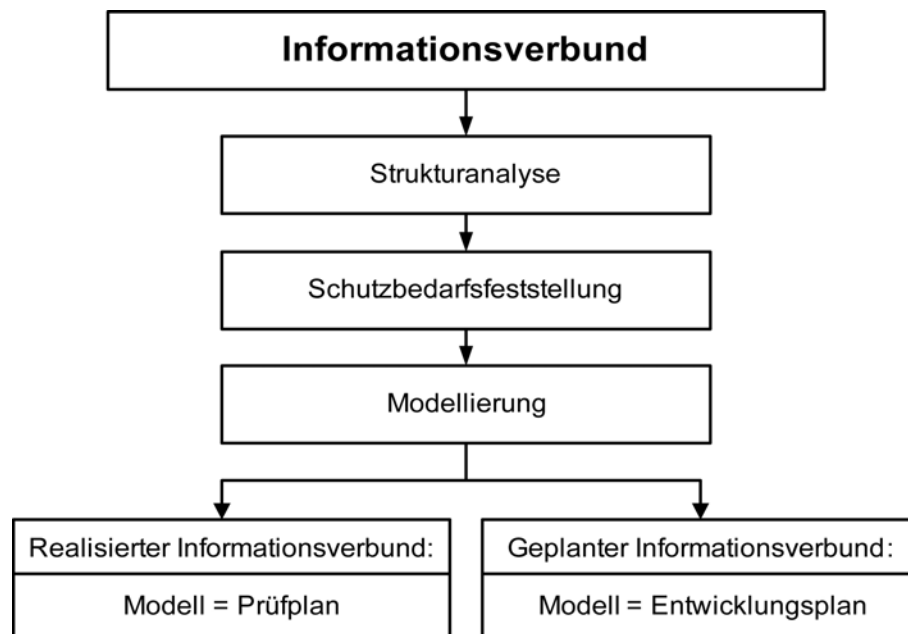 Informationsverbund
Strukturanalyse
Schutzbedarfsfeststellung
Modellierung
Realisierter Informationsverbund:
Modell = Prüfplan
Geplanter Informationsverbund:
Modell = Entwicklungsplan